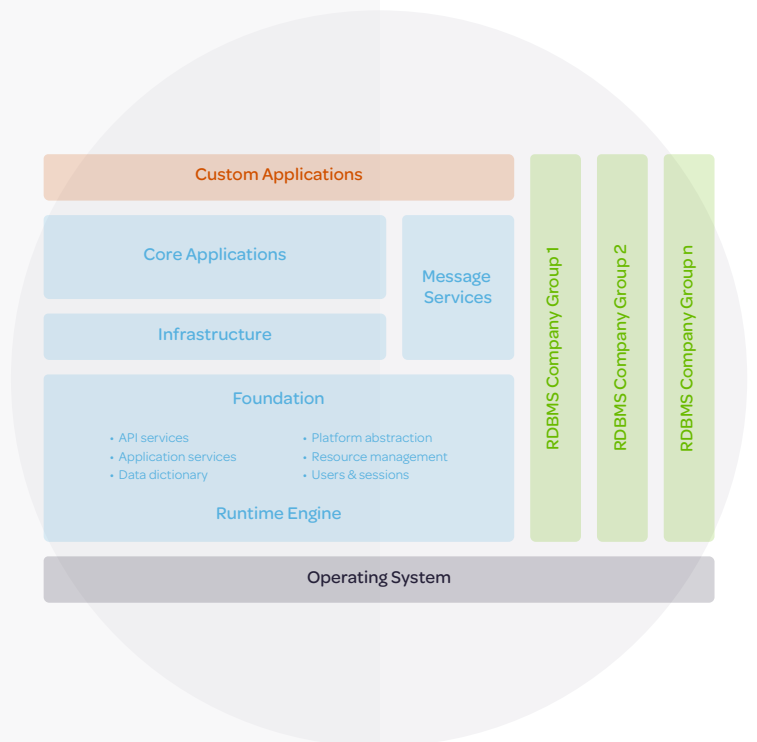 Custom Applications
Core Applications
Message
Services
Infrastructure
Foundation
• API services
• Application services
• Data dictionary
• Platform abstraction
• Resource management
• Users & sessions
Runtime Engine
RDBMS Company Group 1
RDBMS Company Group 2
RDBMS Company Group n
Operating System